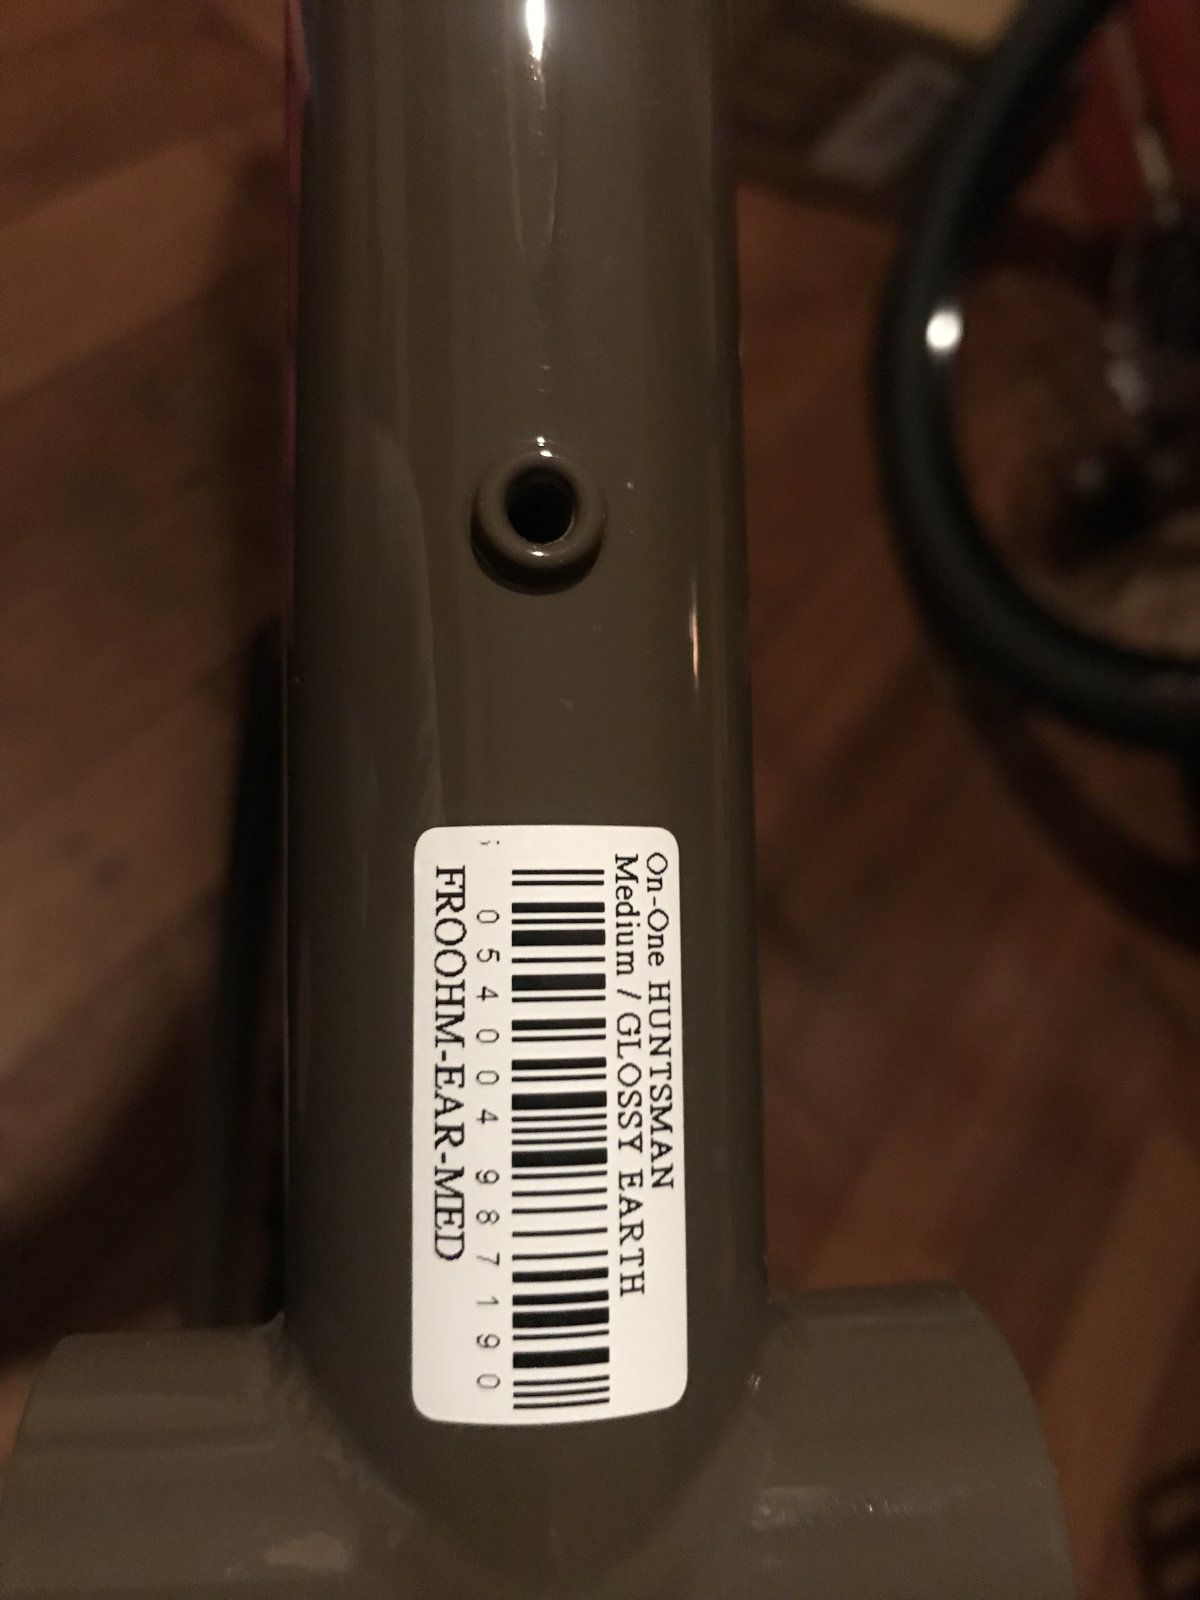 On-One HUNTSMAN
Medium / GLOSSY EARTH
0 5 4 0 0 4 9 8 7 1 9 0
FROOHM-EAR-MED